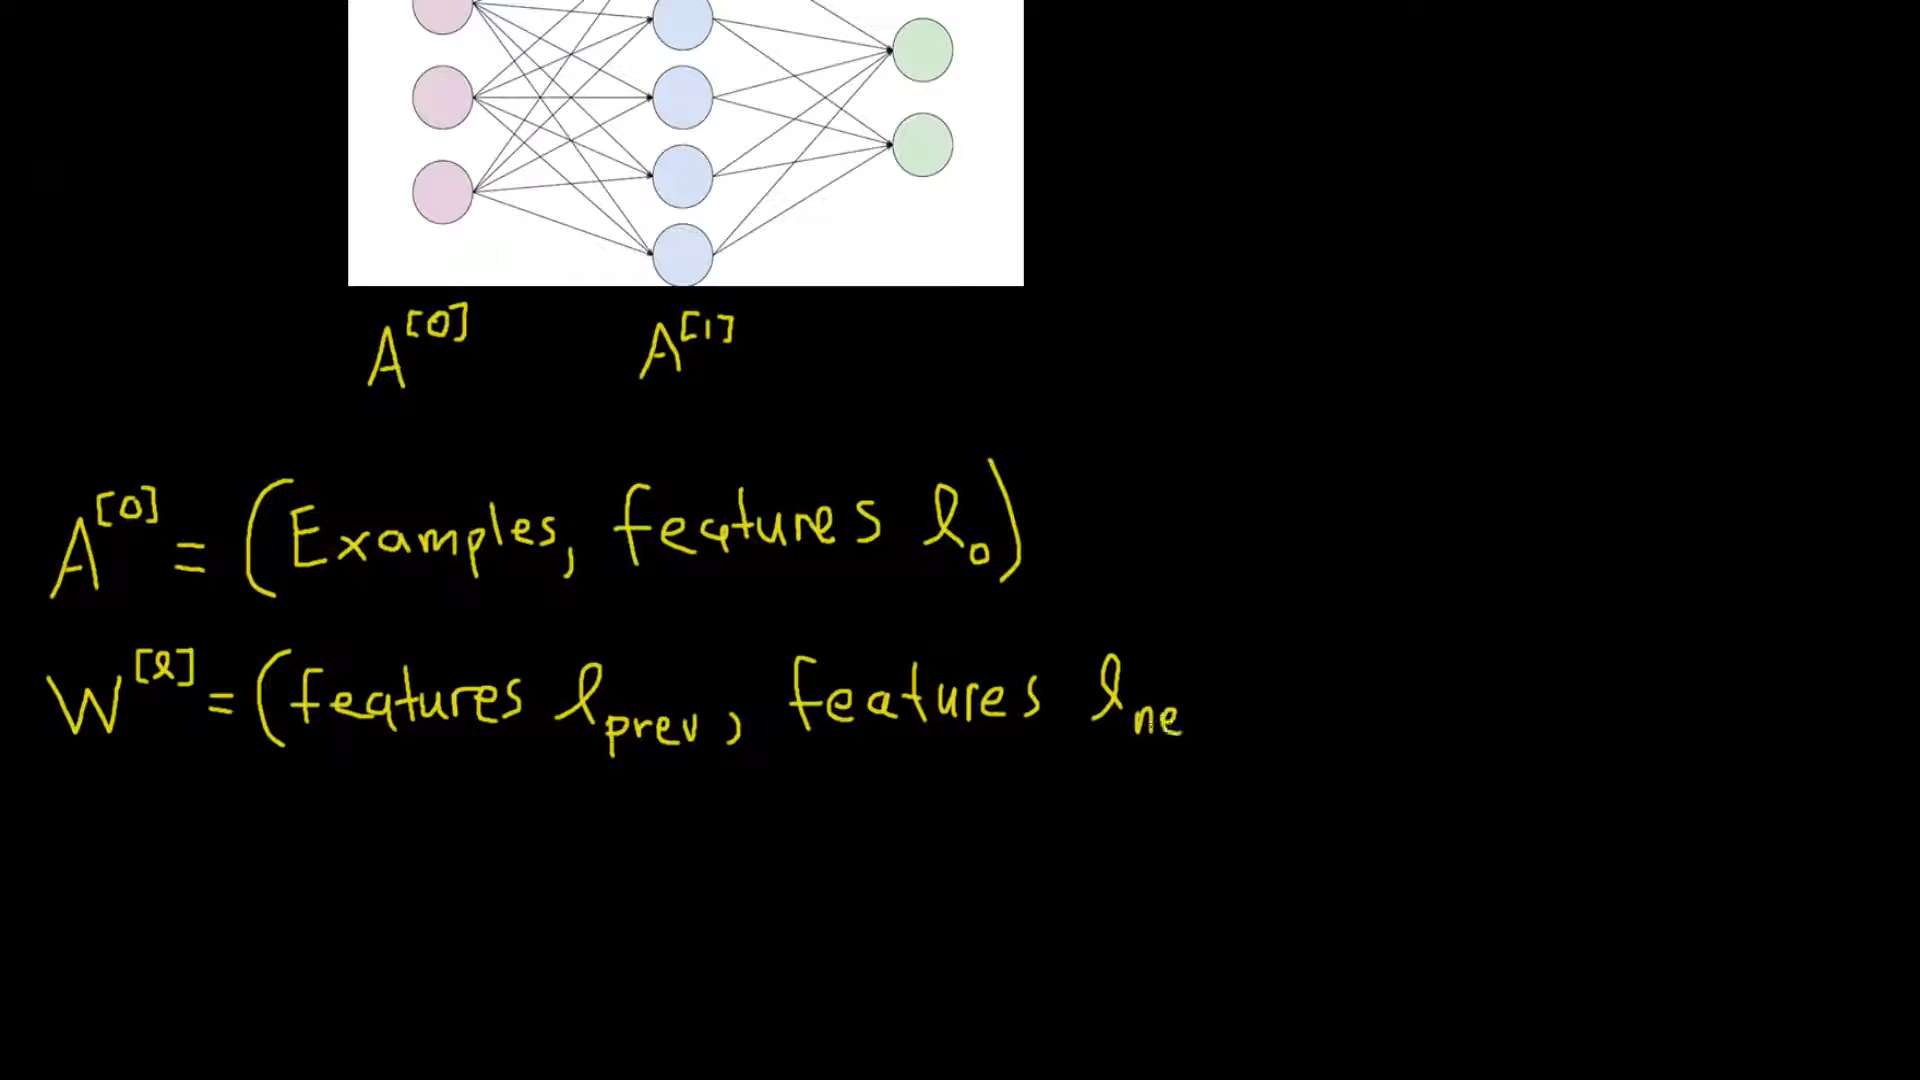 A^[0] A^[1]
A^[0] = (Examples, features l_0)
W^[l] = (features l_prev, features l_ne